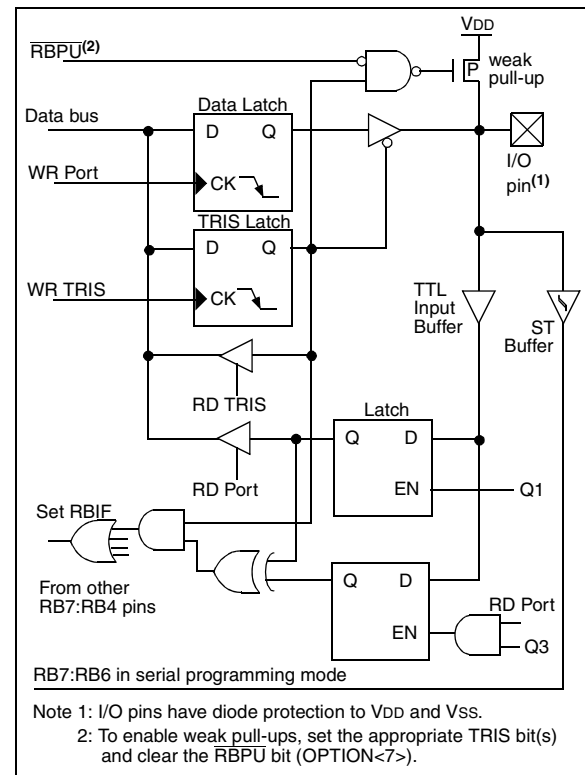 VDD
RBPU(2)
P
weak
pull-up
Data Latch
Data bus
D Q
I/O
pin(1)
WR Port
CK
TRIS Latch
D Q
WR TRIS
CK
TTL
Input
Buffer
ST
Buffer
RD TRIS
Latch
Q D
RD Port
EN
Q1
Set RBIF
From other
RB7:RB4 pins
Q D
RD Port
EN
Q3
RB7:RB6 in serial programming mode
Note 1: I/O pins have diode protection to VDD and VSS.
2: To enable weak pull-ups, set the appropriate TRIS bit(s)
and clear the RBPU bit (OPTION<7>).